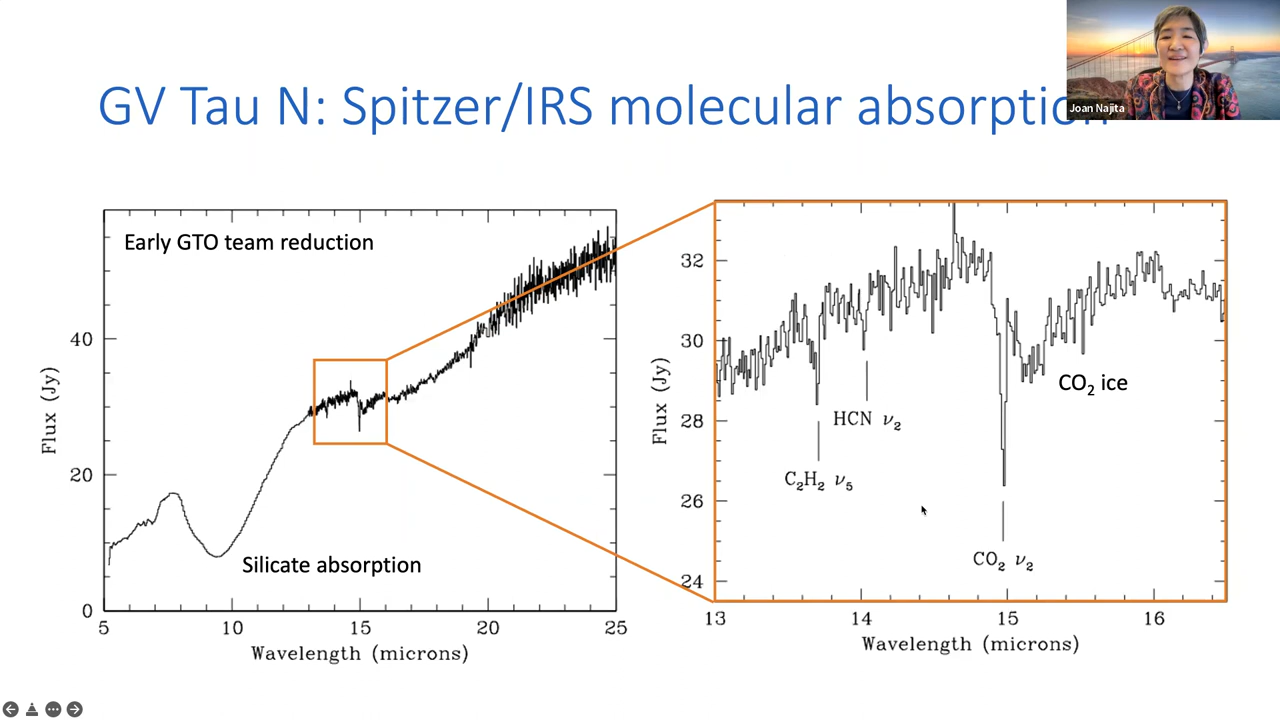 GV Tau N: Spitzer/IRS molecular absorption
Joan Najita
Early GTO team reduction
Silicate absorption
Flux (Jy)
40
20
0
5
10
15
20
25
Wavelength (microns)
32
30
28
26
24
Flux (Jy)
CO₂ ice
HCN ν₂
C₂H₂ ν₅
CO₂ ν₂
13
14
15
16
Wavelength (microns)